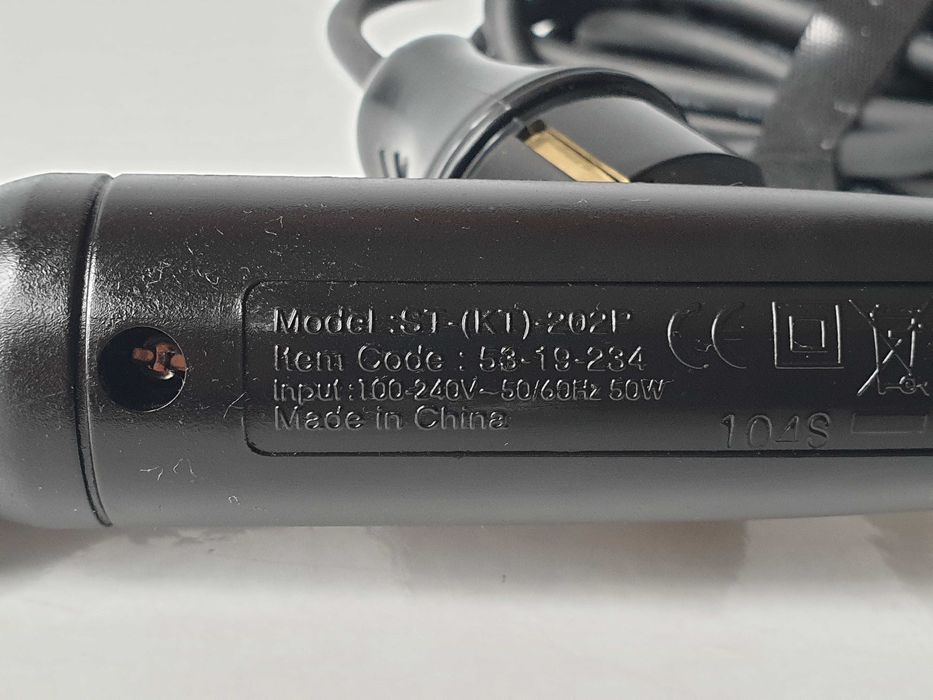 Model :ST-(KT)-202P
Item Code : 53-19-234
Input :100-240V~50/60Hz 50W
Made in China
CE
104S